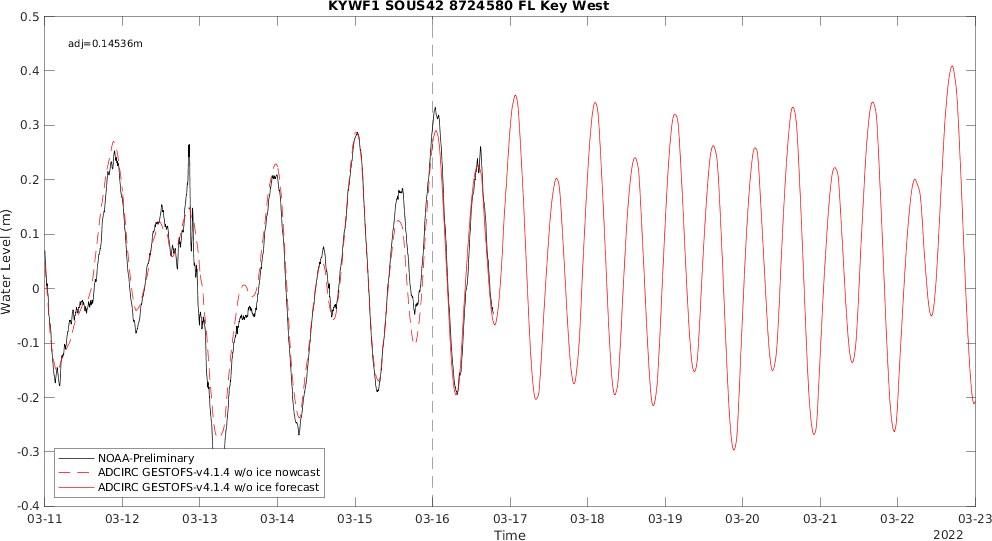 KYWF1 SOUS42 8724580 FL Key West
adj=0.14536m
0.5
0.4
0.3
0.2
0.1
0
-0.1
-0.2
-0.3
-0.4
Water Level (m)
NOAA-Preliminary
ADCIRC GESTOFS-v4.1.4 w/o ice nowcast
ADCIRC GESTOFS-v4.1.4 w/o ice forecast
03-11 03-12 03-13 03-14 03-15 03-16 03-17 03-18 03-19 03-20 03-21 03-22 03-23
Time
2022